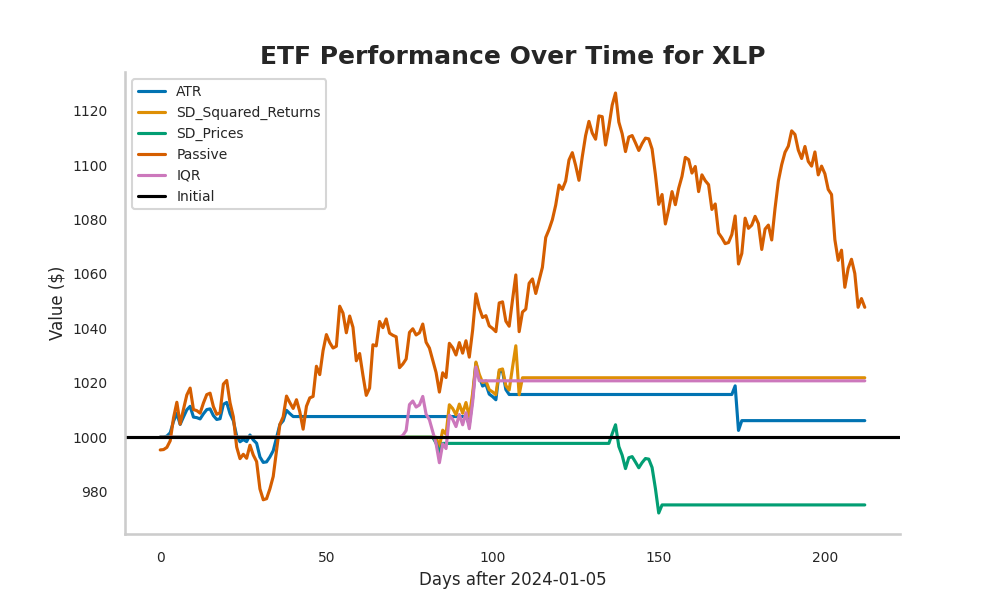 ETF Performance Over Time for XLP
ATR
SD_Squared_Returns
SD_Prices
Passive
IQR
Initial
Value ($)
1120
1100
1080
1060
1040
1020
1000
980
0 50 100 150 200
Days after 2024-01-05